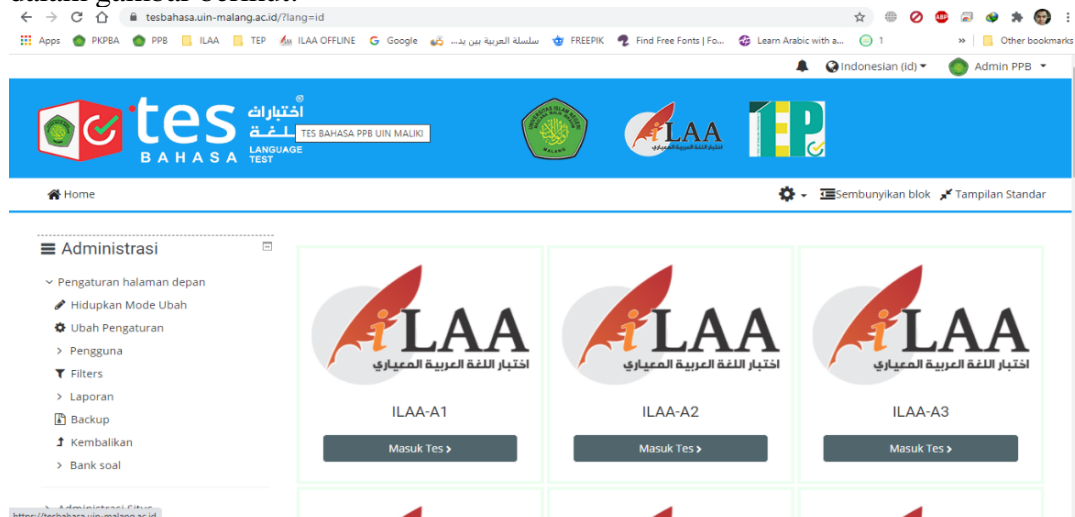 dalam gambar berikut.
tesbahasa.uin-malang.ac.id/?lang=id
Apps PKPBA PPB ILAA TEP ILAA OFFLINE Google سلسلة العربية بين يد... FREEPIK Find Free Fonts | Fo... Learn Arabic with a... 1 » Other bookmarks
Indonesian (id) Admin PPB
tes
BAHASA
اختبارات
LANGUAGE
TEST
TES BAHASA PPB UIN MALIKI
iLAA
اختبار اللغة العربية المعياري
TEP
Home
Sembunyikan blok Tampilan Standar
Administrasi
Pengaturan halaman depan
Hidupkan Mode Ubah
Ubah Pengaturan
Pengguna
Filters
Laporan
Backup
Kembalikan
Bank soal
Administrasi Situs
https://tesbahasa.uin-malang.ac.id
iLAA iLAA iLAA
اختبار اللغة العربية المعياري اختبار اللغة العربية المعياري اختبار اللغة العربية المعياري
ILAA-A1 ILAA-A2 ILAA-A3
Masuk Tes > Masuk Tes > Masuk Tes >